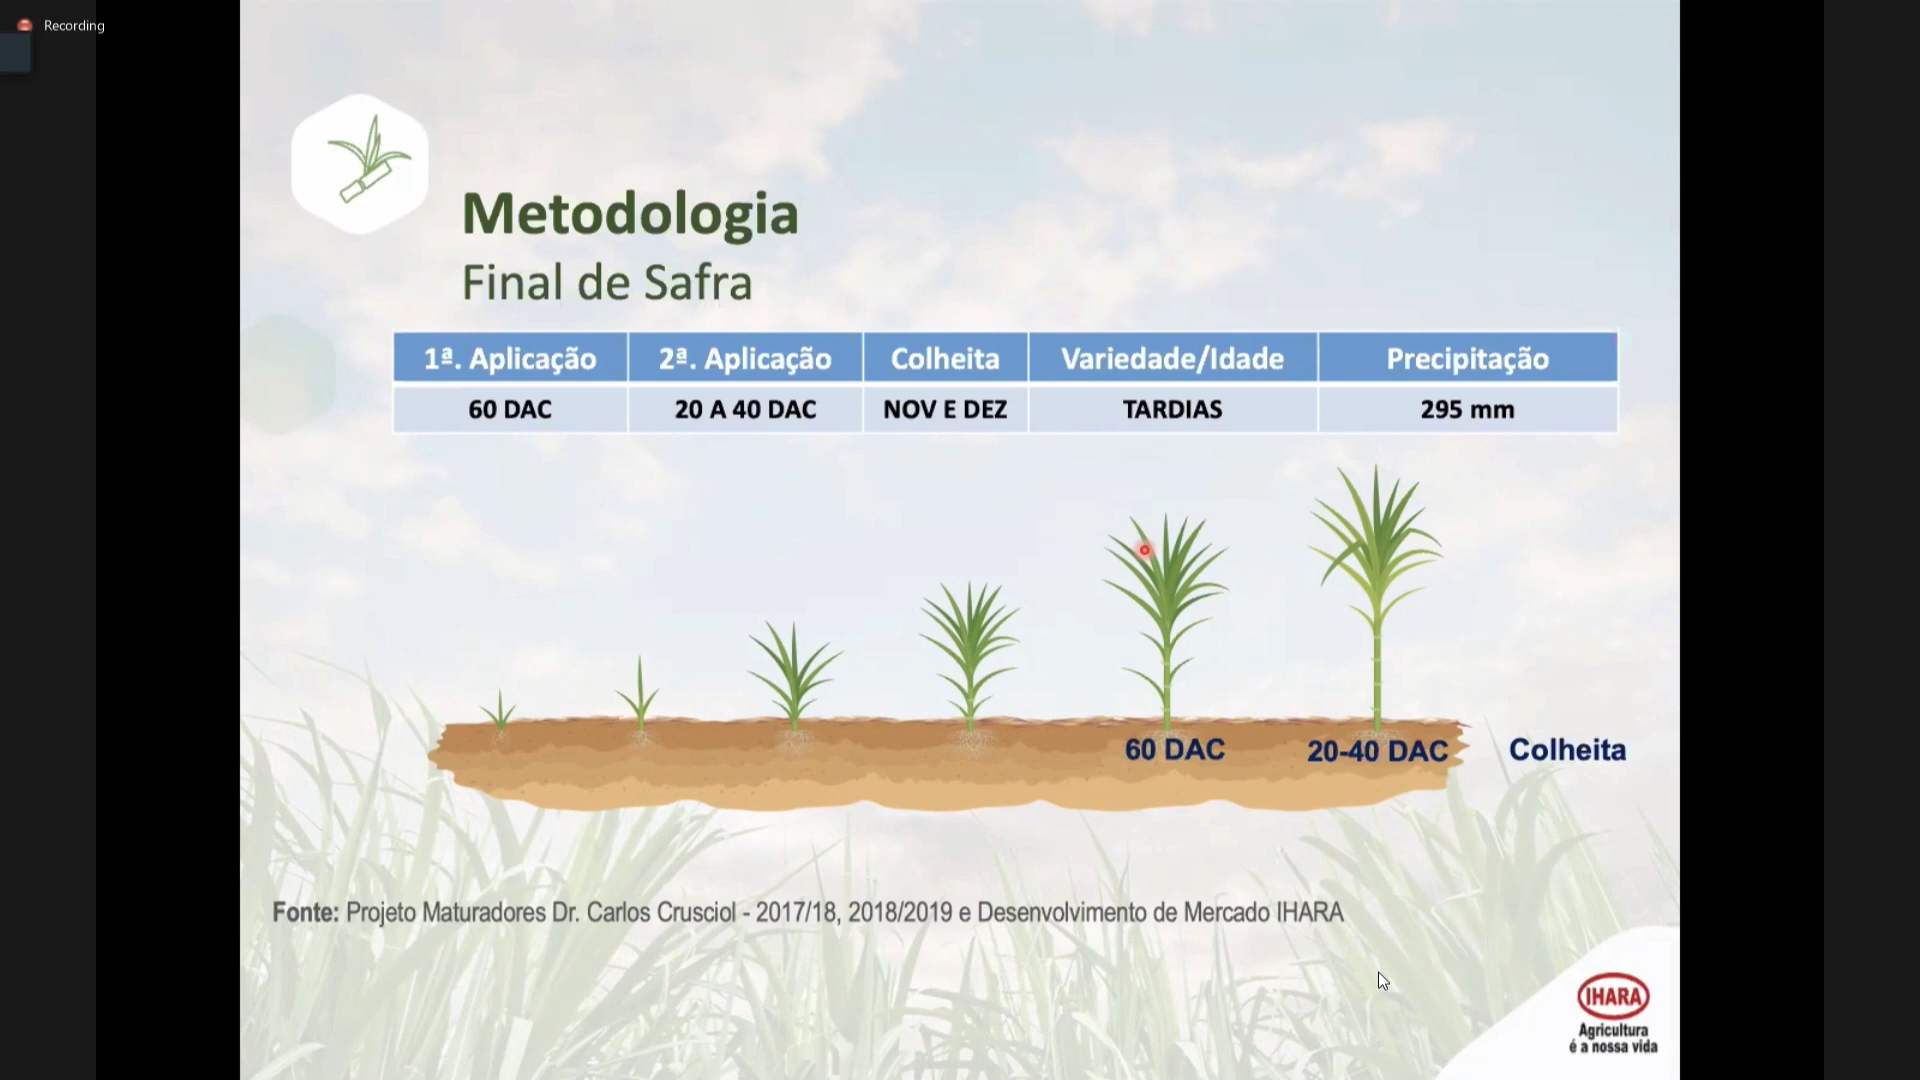 Recording
Metodologia
Final de Safra
1ª. Aplicação 2ª. Aplicação Colheita Variedade/Idade Precipitação
60 DAC 20 A 40 DAC NOV E DEZ TARDIAS 295 mm
60 DAC 20-40 DAC Colheita
Fonte: Projeto Maturadores Dr. Carlos Crusciol - 2017/18, 2018/2019 e Desenvolvimento de Mercado IHARA
IHARA
Agricultura
é a nossa vida